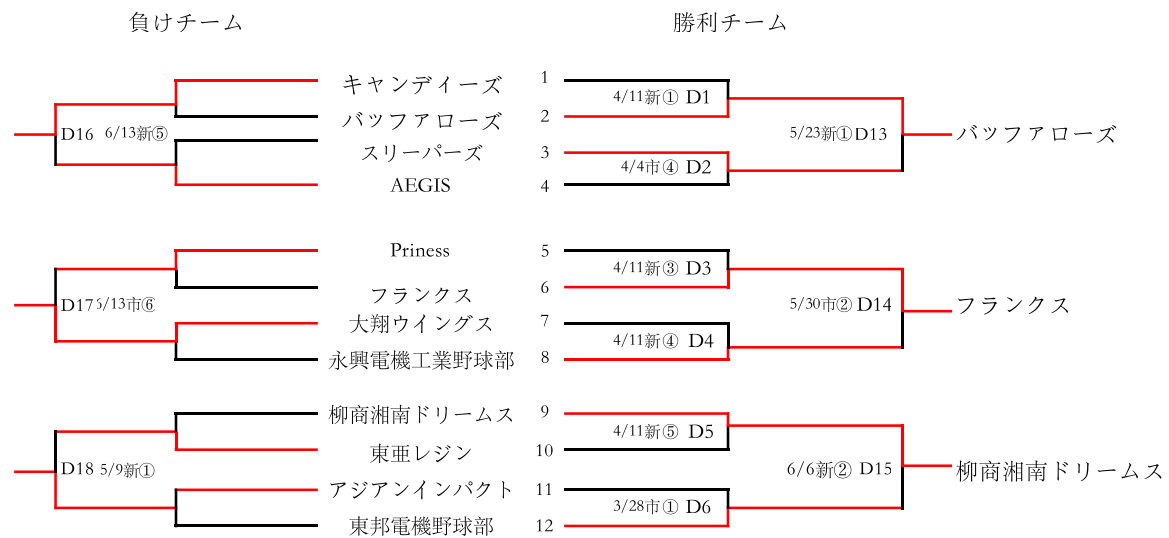 負けチーム 勝利チーム
キャンデイーズ 1
4/11新① D1
D16 6/13新⑤ バッファローズ 2
5/23新①D13 バッファローズ
スリーパーズ 3
4/4市④ D2
AEGIS 4
Priness 5
4/11新③ D3
フランクス 6
D17 6/13市⑥ 5/30市② D14 フランクス
大翔ウイングス 7
4/11新④ D4
永興電機工業野球部 8
柳商湘南ドリームス 9
4/11新⑤ D5
東亜レジン 10
D18 5/9新① 6/6新② D15 柳商湘南ドリームス
アジアンインパクト 11
3/28市① D6
東邦電機野球部 12